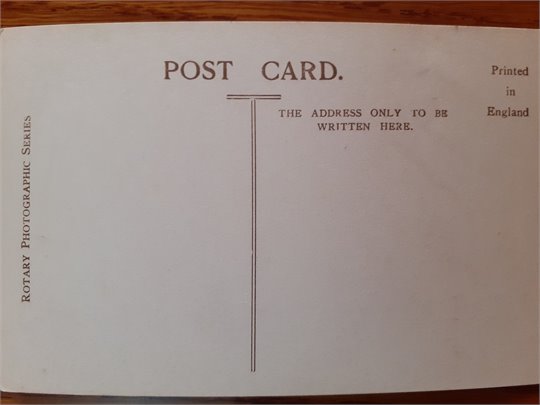 POST CARD.
Printed
in
England
THE ADDRESS ONLY TO BE
WRITTEN HERE.
ROTARY PHOTOGRAPHIC SERIES